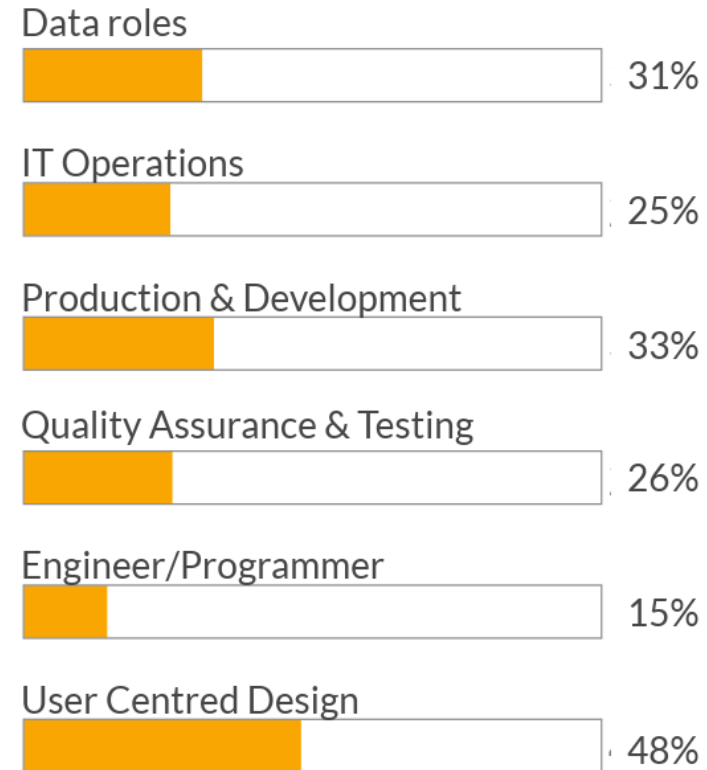 Data roles
31%
IT Operations
25%
Production & Development
33%
Quality Assurance & Testing
26%
Engineer/Programmer
15%
User Centred Design
48%